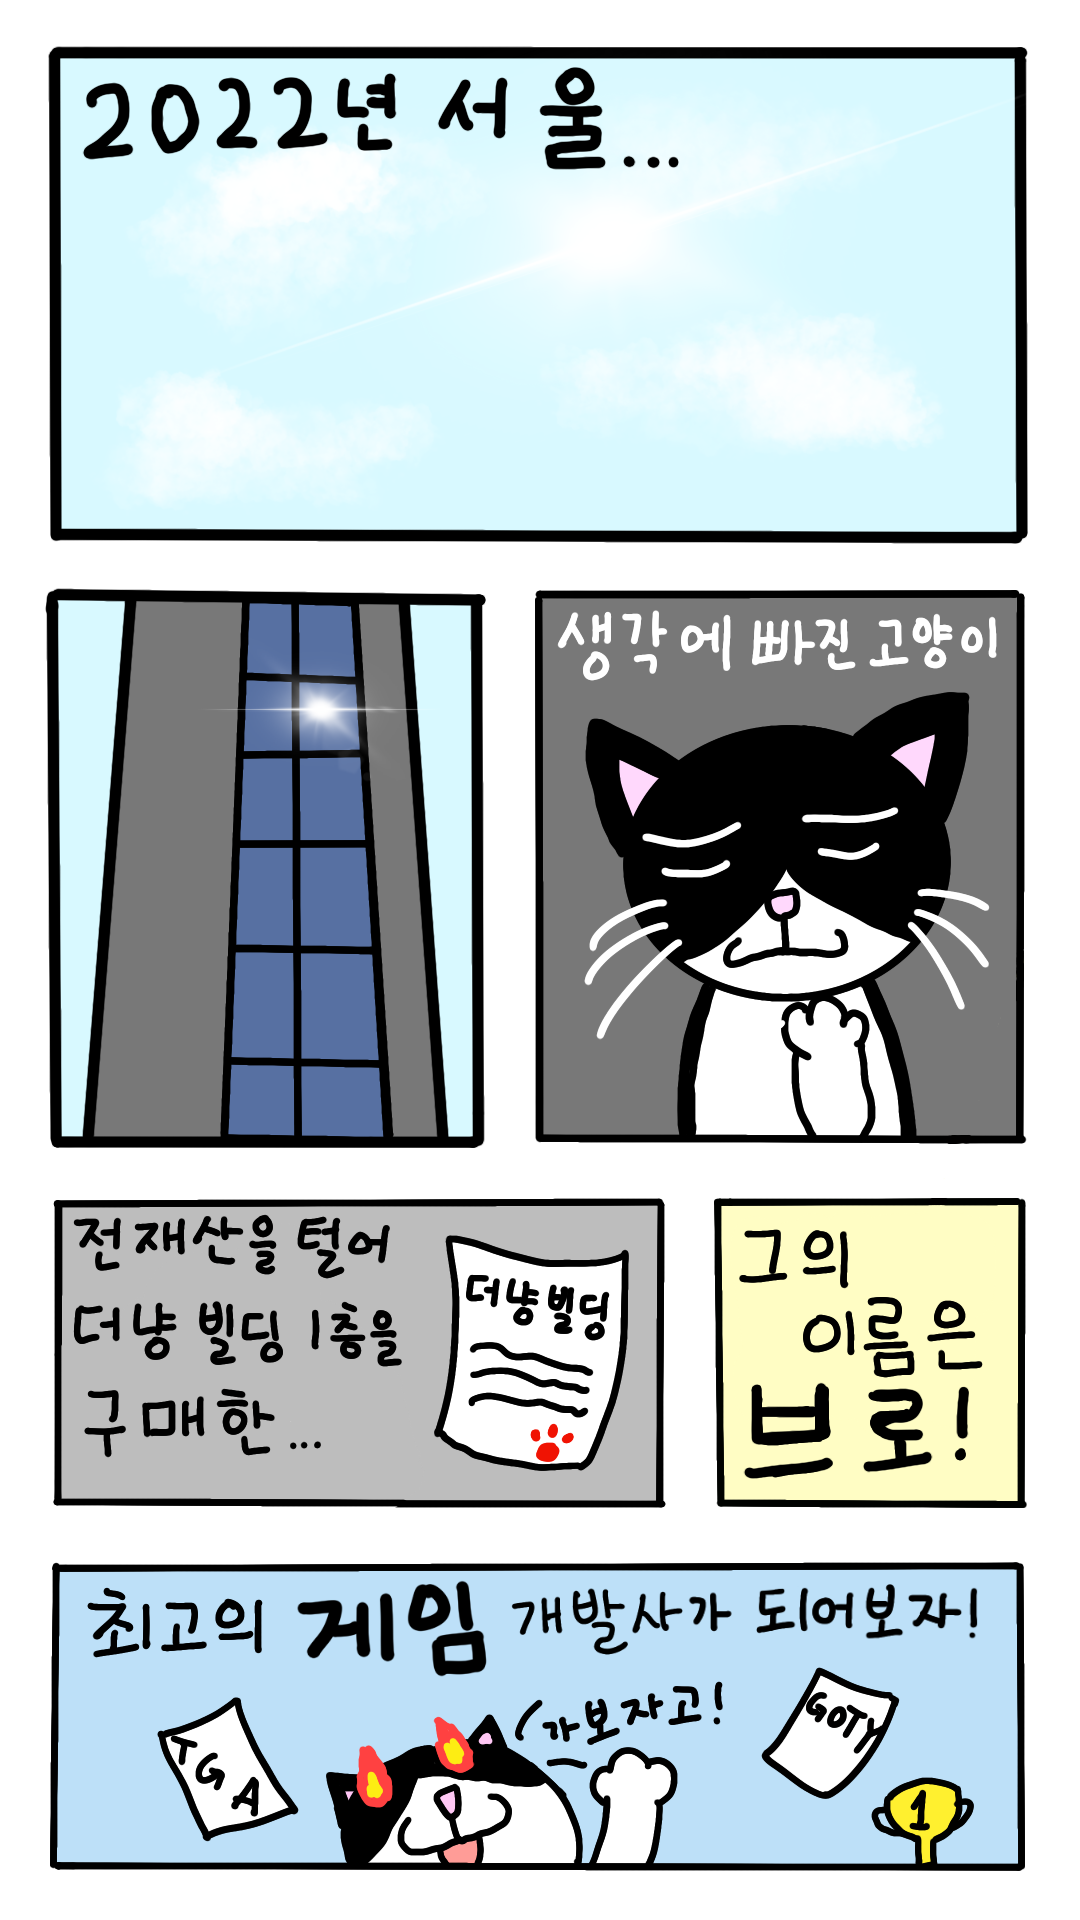 2022년 서울...
생각에 빠진 고양이
전재산을 털어
더냥 빌딩 1층을
구매한...
더냥빌딩
그의
이름은
브로!
최고의 게임 개발사가 되어보자!
가보자고!
TGA
GOTY
1